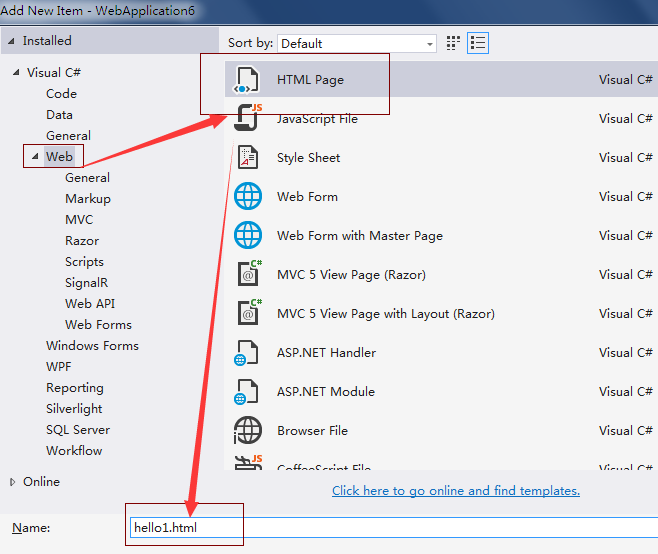 Add New Item - WebApplication6
Installed
Sort by: Default
Visual C#
Code
Data
General
Web
General
Markup
MVC
Razor
Scripts
SignalR
Web API
Web Forms
Windows Forms
WPF
Reporting
Silverlight
SQL Server
Workflow
Online
HTML Page Visual C#
JS
JavaScript File Visual C#
Style Sheet Visual C#
Web Form Visual C#
Web Form with Master Page Visual C#
C#
MVC 5 View Page (Razor) Visual C#
C#
MVC 5 View Page with Layout (Razor) Visual C#
ASP.NET Handler Visual C#
ASP.NET Module Visual C#
Browser File Visual C#
JS
CoffeeScript File Visual C#
Click here to go online and find templates.
Name: hello1.html